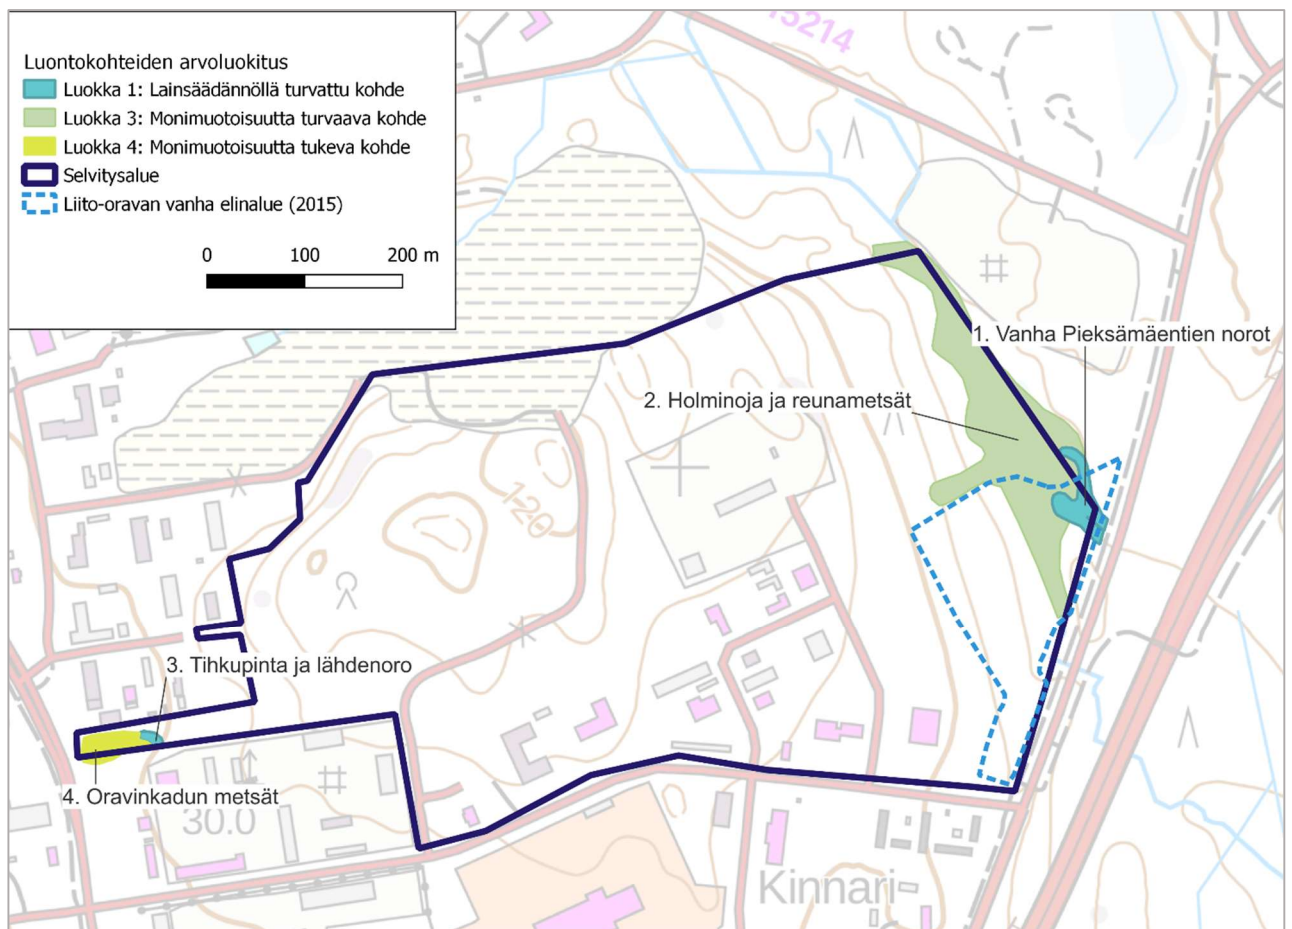 15214
Luontokohteiden arvoluokitus
Luokka 1: Lainsäädännöllä turvattu kohde
Luokka 3: Monimuotoisuutta turvaava kohde
Luokka 4: Monimuotoisuutta tukeva kohde
Selvitysalue
Liito-oravan vanha elinalue (2015)
0 100 200 m
1. Vanha Pieksämäentien norot
2. Holminoja ja reunametsät
120
3. Tihkupinta ja lähdenoro
4. Oravinkadun metsät
30.0
Kinnari